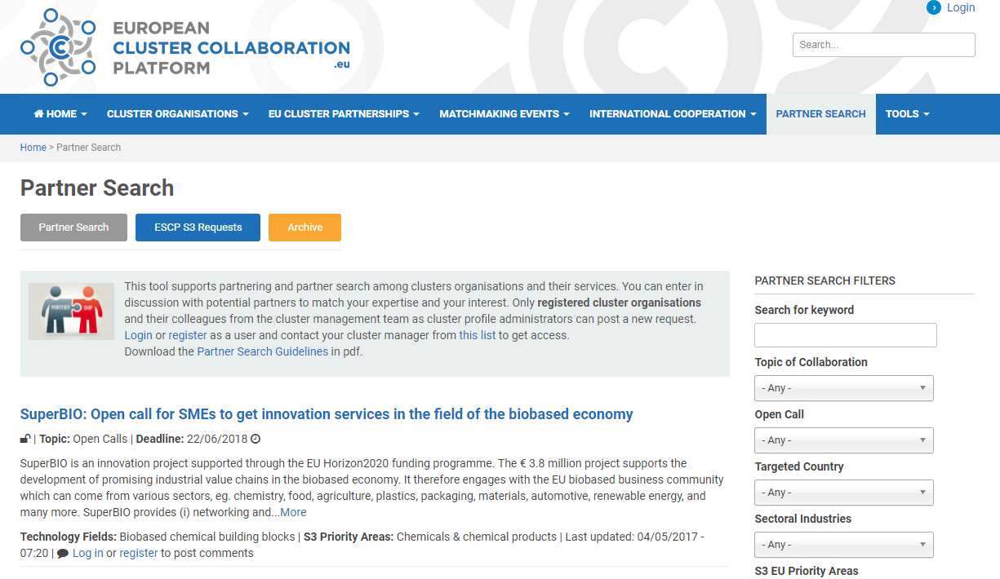 Login
EUROPEAN
CLUSTER COLLABORATION
.eu
PLATFORM
Search...
HOME CLUSTER ORGANISATIONS EU CLUSTER PARTNERSHIPS MATCHMAKING EVENTS INTERNATIONAL COOPERATION PARTNER SEARCH TOOLS
Home > Partner Search
Partner Search
Partner Search ESCP S3 Requests Archive
PARTNER SHIP
This tool supports partnering and partner search among clusters organisations and their services. You can enter in
discussion with potential partners to match your expertise and your interest. Only registered cluster organisations
and their colleagues from the cluster management team as cluster profile administrators can post a new request.
Login or register as a user and contact your cluster manager from this list to get access.
Download the Partner Search Guidelines in pdf.
SuperBIO: Open call for SMEs to get innovation services in the field of the biobased economy
| Topic: Open Calls | Deadline: 22/06/2018
SuperBIO is an innovation project supported through the EU Horizon2020 funding programme. The € 3.8 million project supports the
development of promising industrial value chains in the biobased economy. It therefore engages with the EU biobased business community
which can come from various sectors, eg. chemistry, food, agriculture, plastics, packaging, materials, automotive, renewable energy, and
many more. SuperBIO provides (i) networking and...More
Technology Fields: Biobased chemical building blocks | S3 Priority Areas: Chemicals & chemical products | Last updated: 04/05/2017 -
07:20 | Log in or register to post comments
PARTNER SEARCH FILTERS
Search for keyword
Topic of Collaboration
- Any -
Open Call
- Any -
Targeted Country
- Any -
Sectoral Industries
- Any -
S3 EU Priority Areas